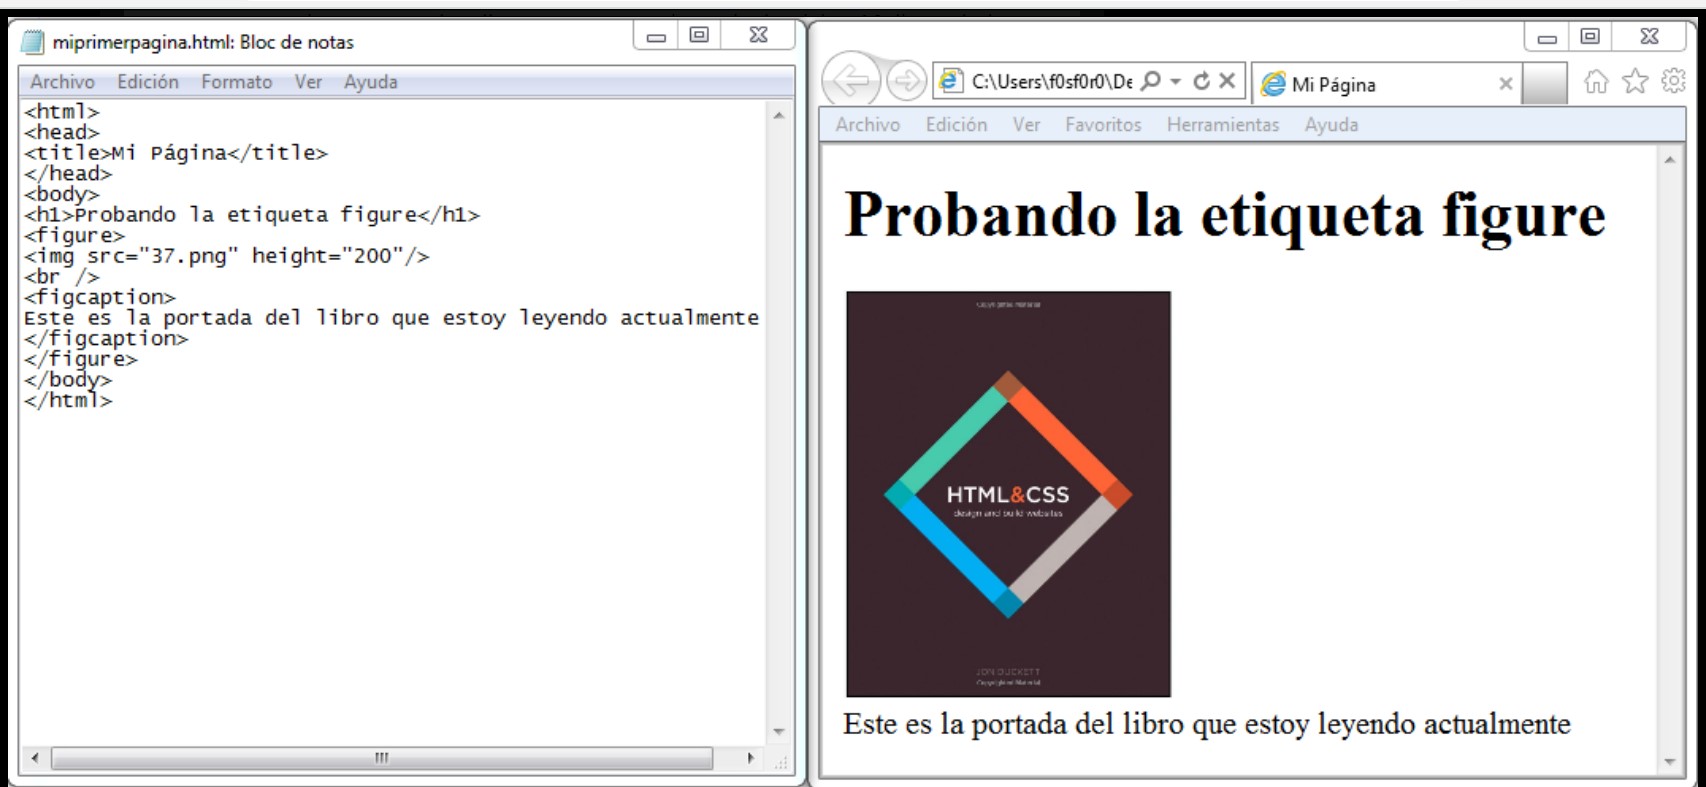 miprimerpagina.html: Bloc de notas
Archivo Edición Formato Ver Ayuda
<html>
<head>
<title>Mi Página</title>
</head>
<body>
<h1>Probando la etiqueta figure</h1>
<figure>
<img src="37.png" height="200"/>
<br />
<figcaption>
Este es la portada del libro que estoy leyendo actualmente
</figcaption>
</figure>
</body>
</html>
C:\Users\f0sf0r0\De
Mi Página
Archivo Edición Ver Favoritos Herramientas Ayuda
Probando la etiqueta figure
Copyrighted Material
HTML&CSS
design and build websites
JON DUCKETT
Copyrighted Material
Este es la portada del libro que estoy leyendo actualmente